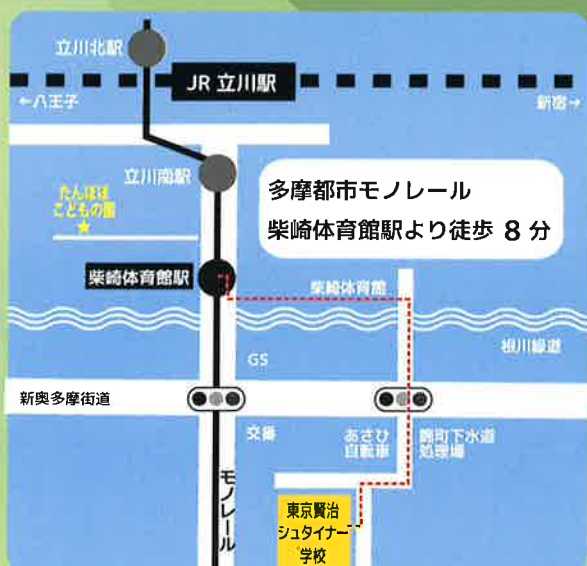 立川北駅
JR 立川駅
←八王子
新宿→
立川南駅
たんぽぽ
こどもの園
多摩都市モノレール
柴崎体育館駅より徒歩 8 分
柴崎体育館駅
柴崎体育館
根川緑道
GS
新奥多摩街道
交番
あさひ
自転車
錦町下水道
処理場
モノレール
東京賢治
シュタイナー
学校